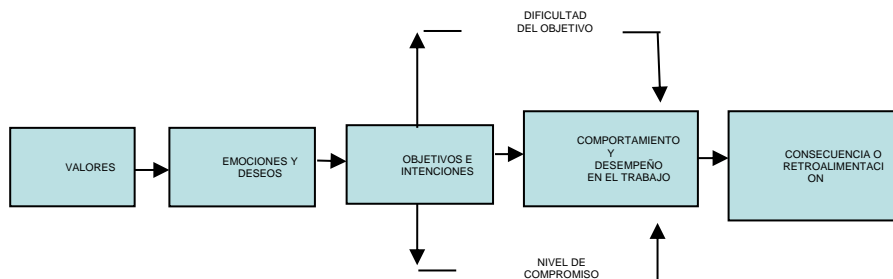 DIFICULTAD
DEL OBJETIVO
VALORES
EMOCIONES Y
DESEOS
OBJETIVOS E
INTENCIONES
COMPORTAMIENTO
Y
DESEMPEÑO
EN EL TRABAJO
CONSECUENCIA O
RETROALIMENTACI
ON
NIVEL DE
COMPROMISO